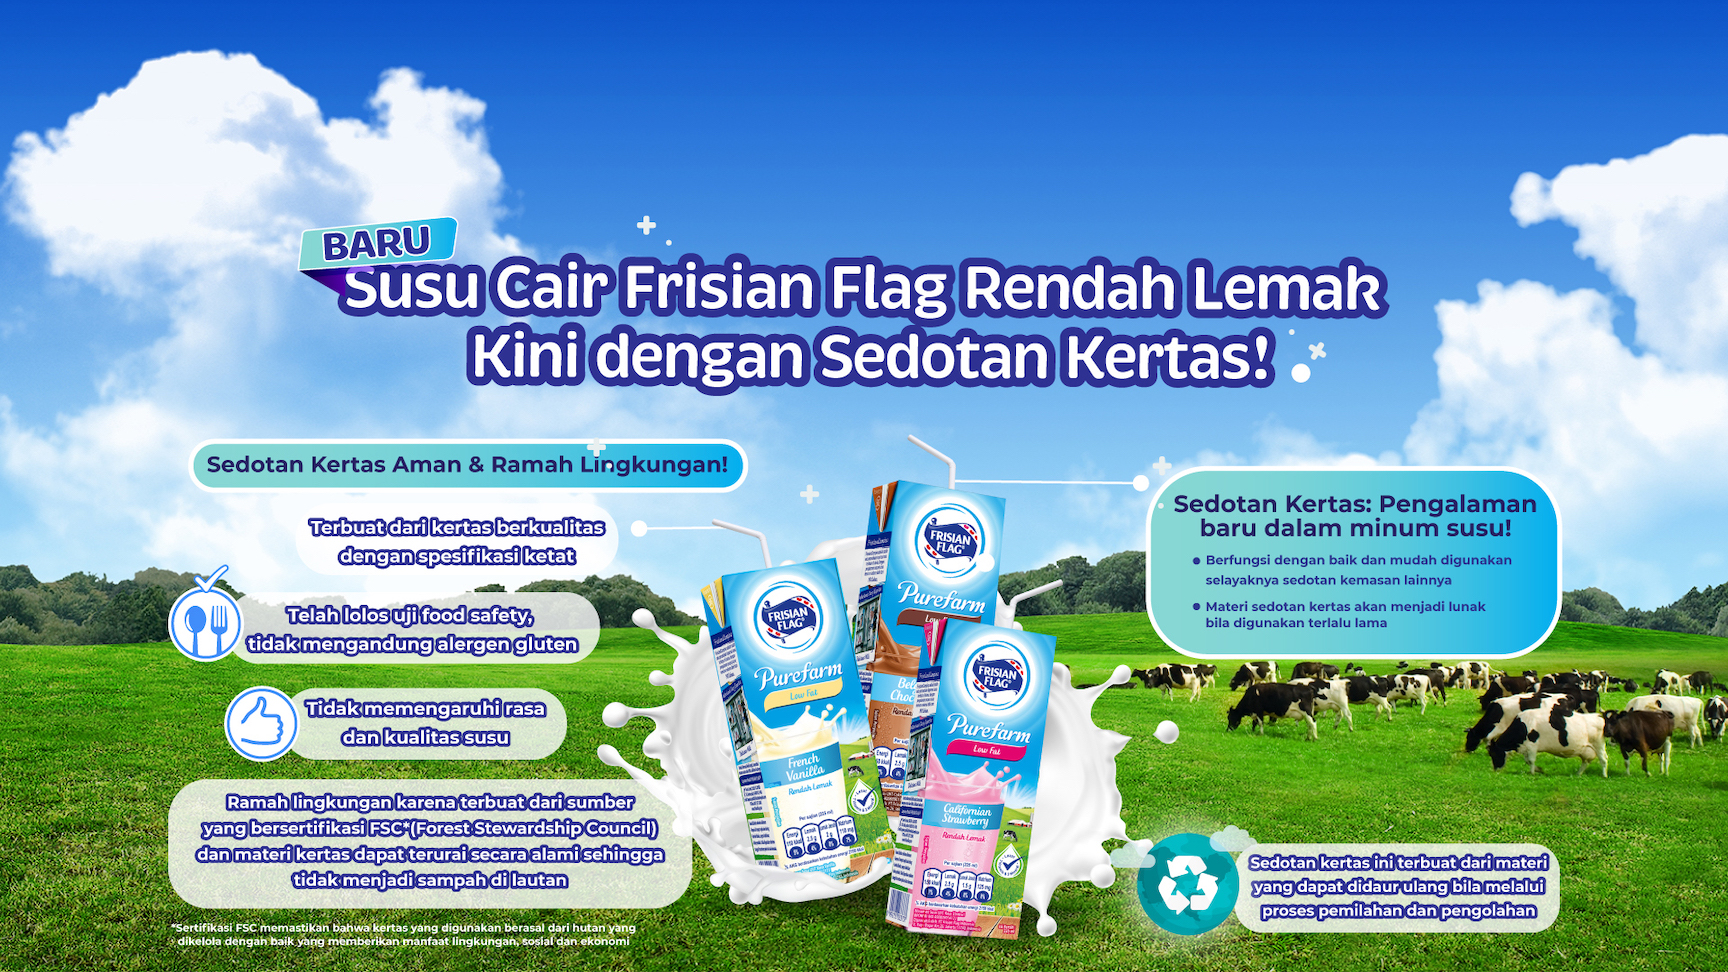 BARU
Susu Cair Frisian Flag Rendah Lemak
Kini dengan Sedotan Kertas!
Sedotan Kertas Aman & Ramah Lingkungan!
Terbuat dari kertas berkualitas
dengan spesifikasi ketat
Telah lolos uji food safety,
tidak mengandung alergen gluten
Tidak memengaruhi rasa
dan kualitas susu
Ramah lingkungan karena terbuat dari sumber
yang bersertifikasi FSC*(Forest Stewardship Council)
dan materi kertas dapat terurai secara alami sehingga
tidak menjadi sampah di lautan
*Sertifikasi FSC memastikan bahwa kertas yang digunakan berasal dari hutan yang
dikelola dengan baik yang memberikan manfaat lingkungan, sosial dan ekonomi
FRISIAN
FLAG
Purefarm
Low Fat
French
Vanilla
Rendah Lemak
FRISIAN
FLAG
Purefarm
FRISIAN
FLAG
Purefarm
Low Fat
Californian
Strawberry
Rendah Lemak
Sedotan Kertas: Pengalaman
baru dalam minum susu!
Berfungsi dengan baik dan mudah digunakan
selayaknya sedotan kemasan lainnya
Materi sedotan kertas akan menjadi lunak
bila digunakan terlalu lama
Sedotan kertas ini terbuat dari materi
yang dapat didaur ulang bila melalui
proses pemilahan dan pengolahan